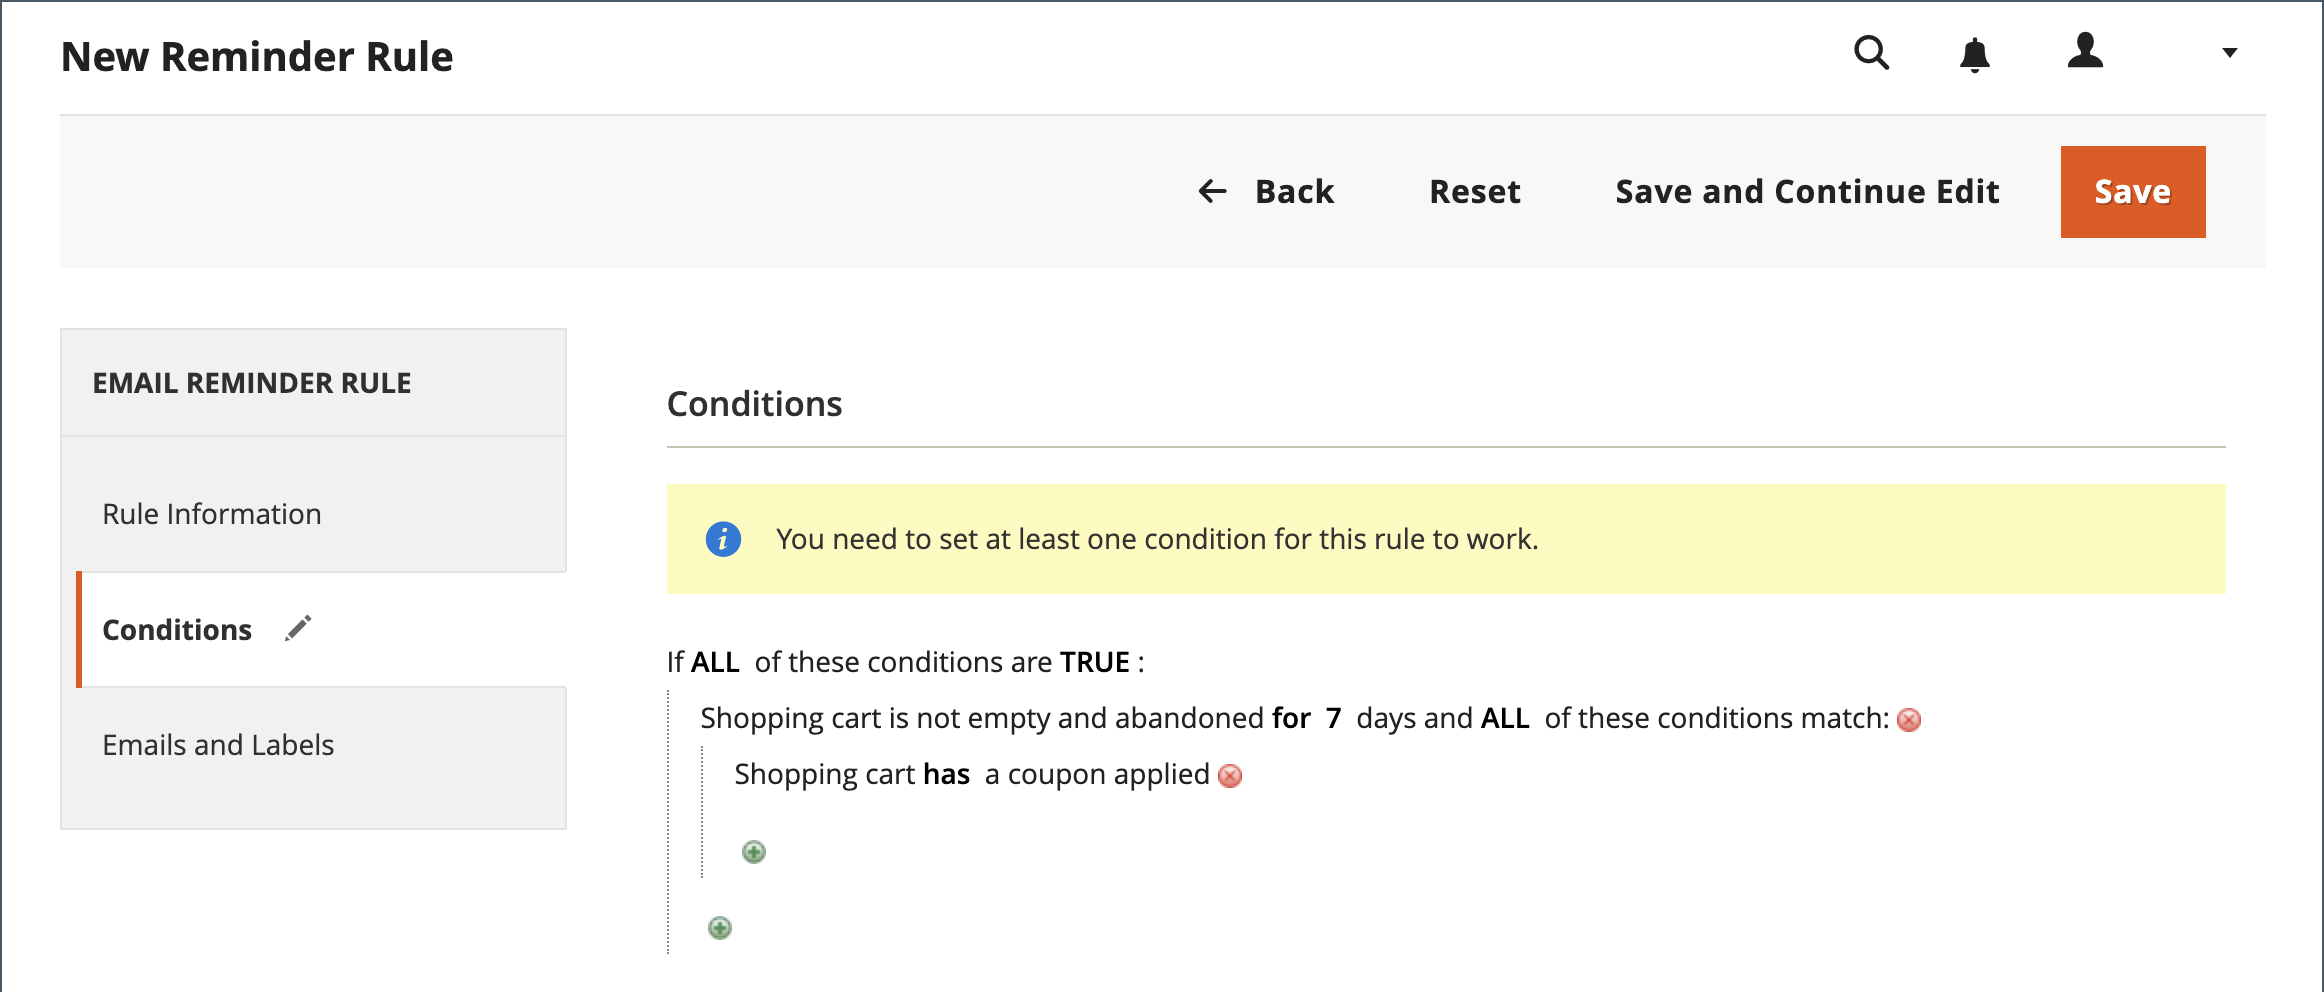 New Reminder Rule
Back Reset Save and Continue Edit Save
EMAIL REMINDER RULE
Rule Information
Conditions
Emails and Labels
Conditions
You need to set at least one condition for this rule to work.
If ALL of these conditions are TRUE :
Shopping cart is not empty and abandoned for 7 days and ALL of these conditions match:
Shopping cart has a coupon applied